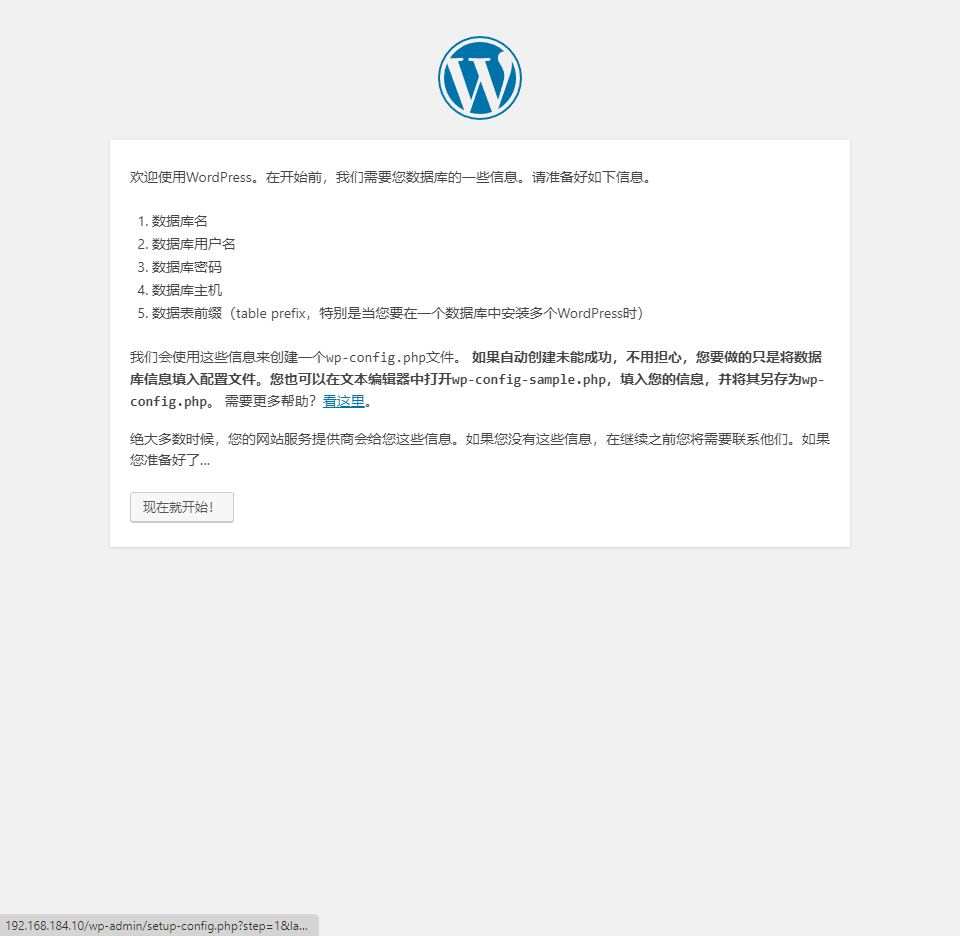 欢迎使用WordPress。在开始前，我们需要您数据库的一些信息。请准备好如下信息。
1. 数据库名
2. 数据库用户名
3. 数据库密码
4. 数据库主机
5. 数据表前缀（table prefix，特别是当您要在一个数据库中安装多个WordPress时）
我们会使用这些信息来创建一个wp-config.php文件。 如果自动创建未能成功，不用担心，您要做的只是将数据
库信息填入配置文件。您也可以在文本编辑器中打开wp-config-sample.php，填入您的信息，并将其另存为wp-
config.php。 需要更多帮助？看这里。
绝大多数时候，您的网站服务提供商会给您这些信息。如果您没有这些信息，在继续之前您将需要联系他们。如果
您准备好了…
现在就开始！
192.168.184.10/wp-admin/setup-config.php?step=1&la...